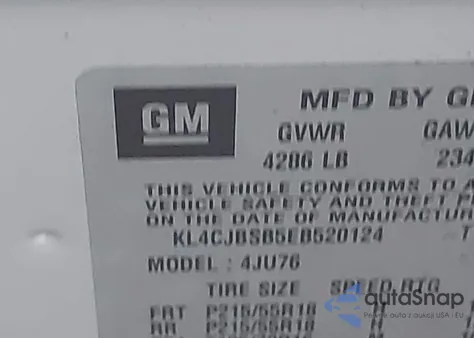 GM
MFD BY G
GVWR GAW
4286 LB 234
THIS VEHICLE CONFORMS TO A
VEHICLE SAFETY AND THEFT P
ON THE DATE OF MANUFACTUR
KL4CJBSB5EB520124 T
MODEL : 4JU76
TIRE SIZE SPEED RTG
FRT P215/55R18 H
RR P215/55R18 H
autoSnap